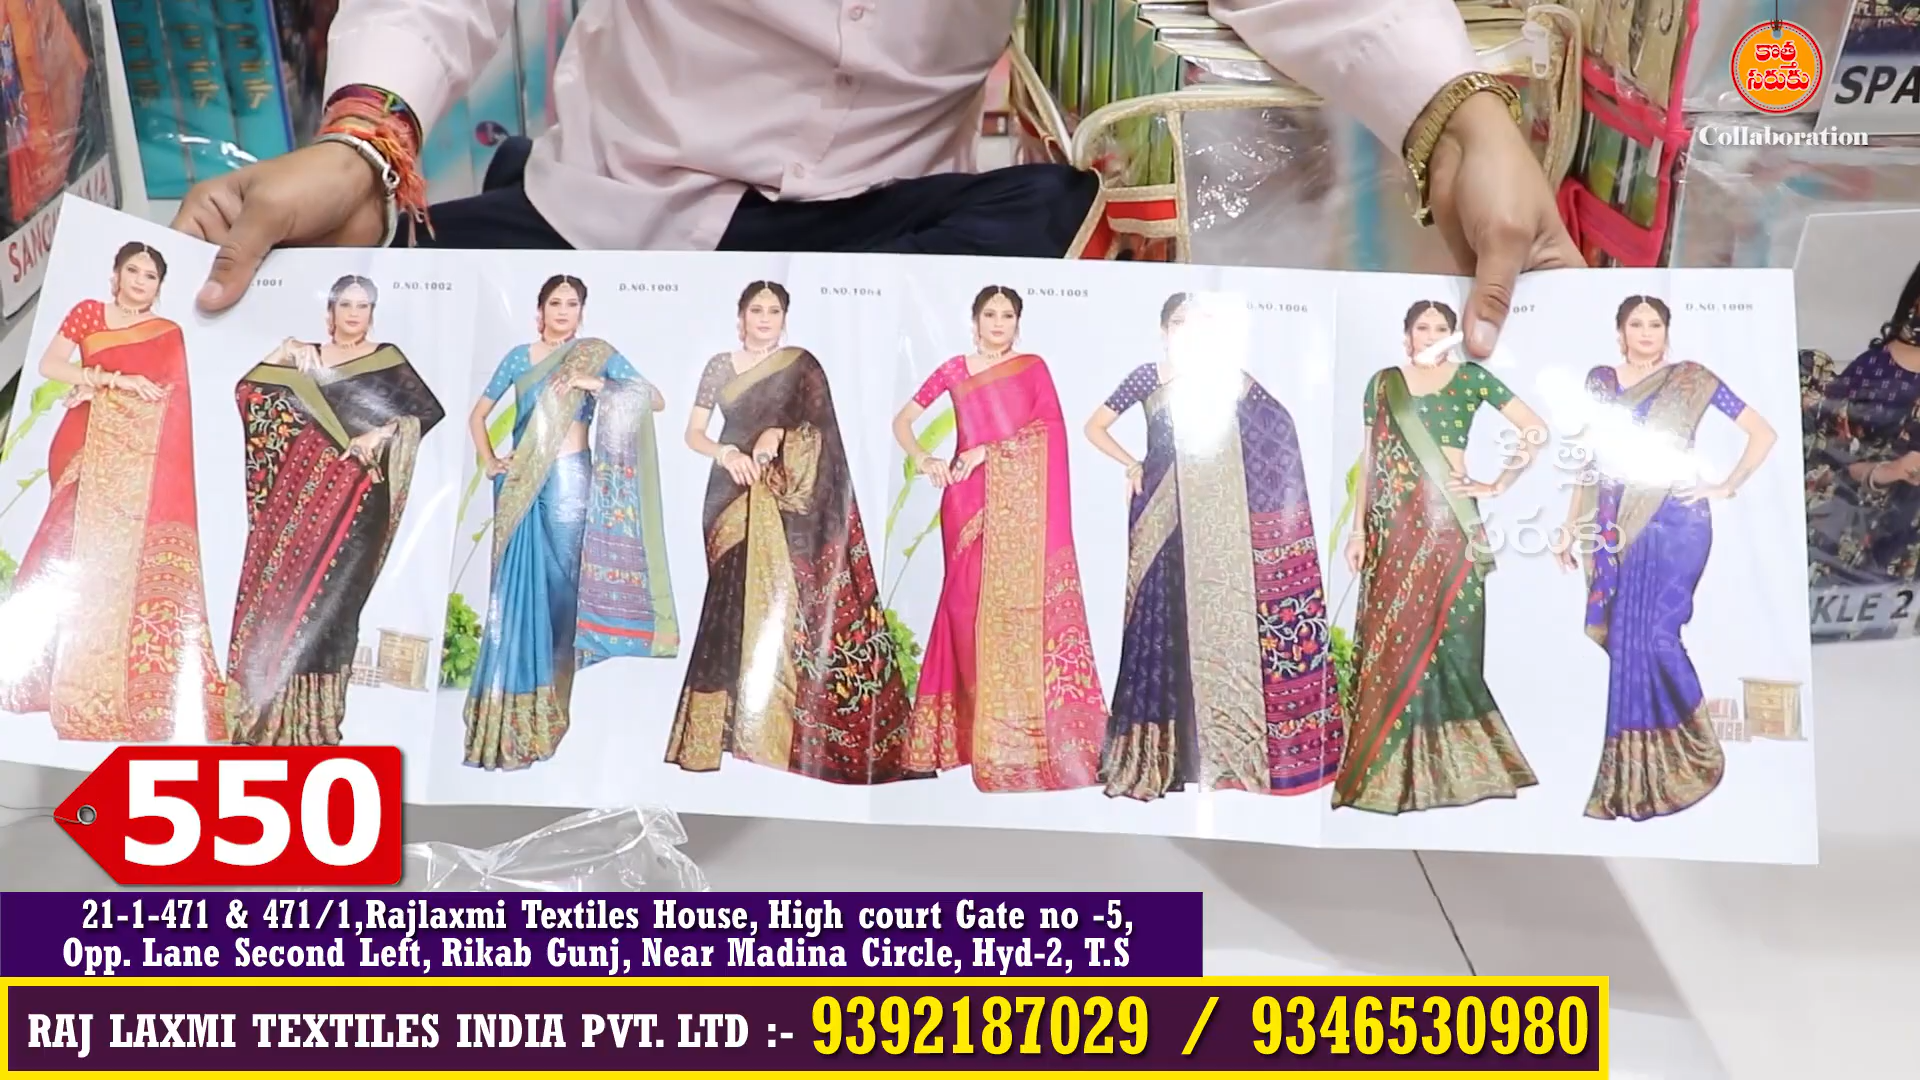 కొత్త
సరుకు
Collaboration
SPA
SANG
D.NO.1002
D.NO.1003
D.NO.1004
D.NO.1005
D.NO.1006
D.NO.1008
కొత్త
సరుకు
KLE 2
550
21-1-471 & 471/1,Rajlaxmi Textiles House, High court Gate no -5,
Opp. Lane Second Left, Rikab Gunj, Near Madina Circle, Hyd-2, T.S
RAJ LAXMI TEXTILES INDIA PVT. LTD :- 9392187029 / 9346530980